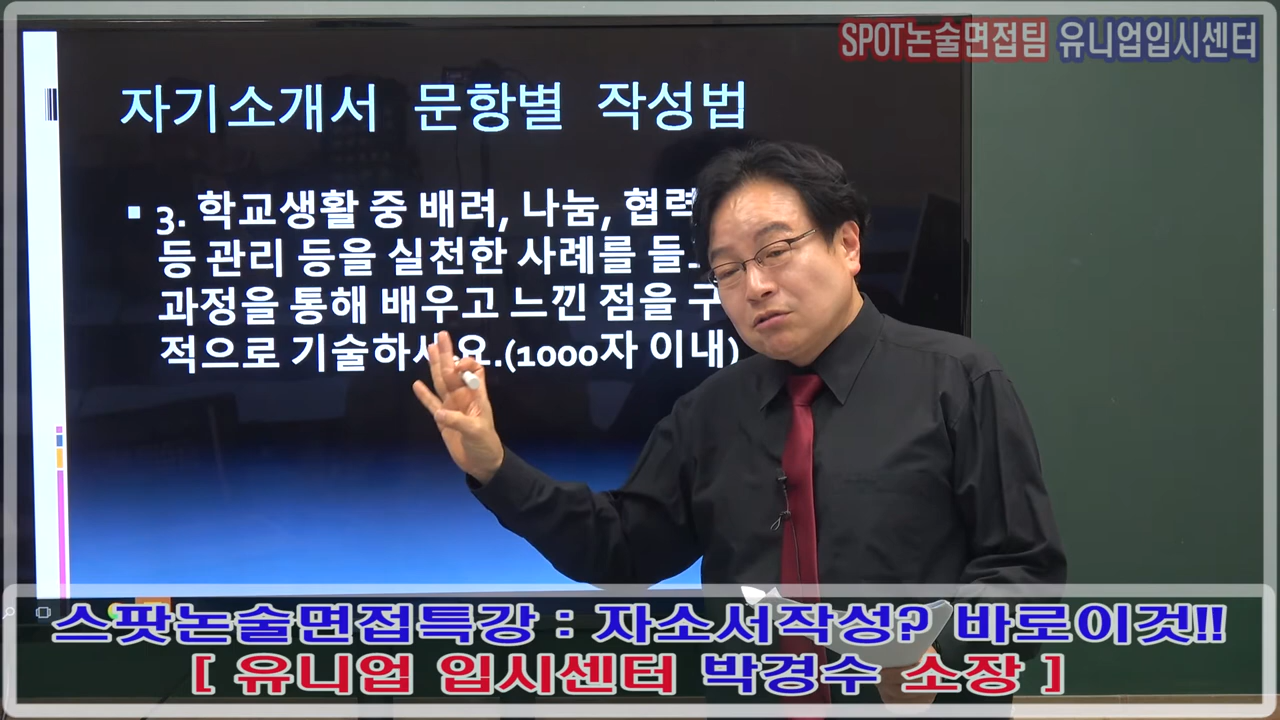 SPOT논술면접팀 유니업입시센터
자기소개서 문항별 작성법
3. 학교생활 중 배려, 나눔, 협력
등 관리 등을 실천한 사례를 들
과정을 통해 배우고 느낀 점을 구
적으로 기술하세요.(1000자 이내)
스팟논술면접특강 : 자소서작성? 바로이것!!
[ 유니업 입시센터 박경수 소장 ]